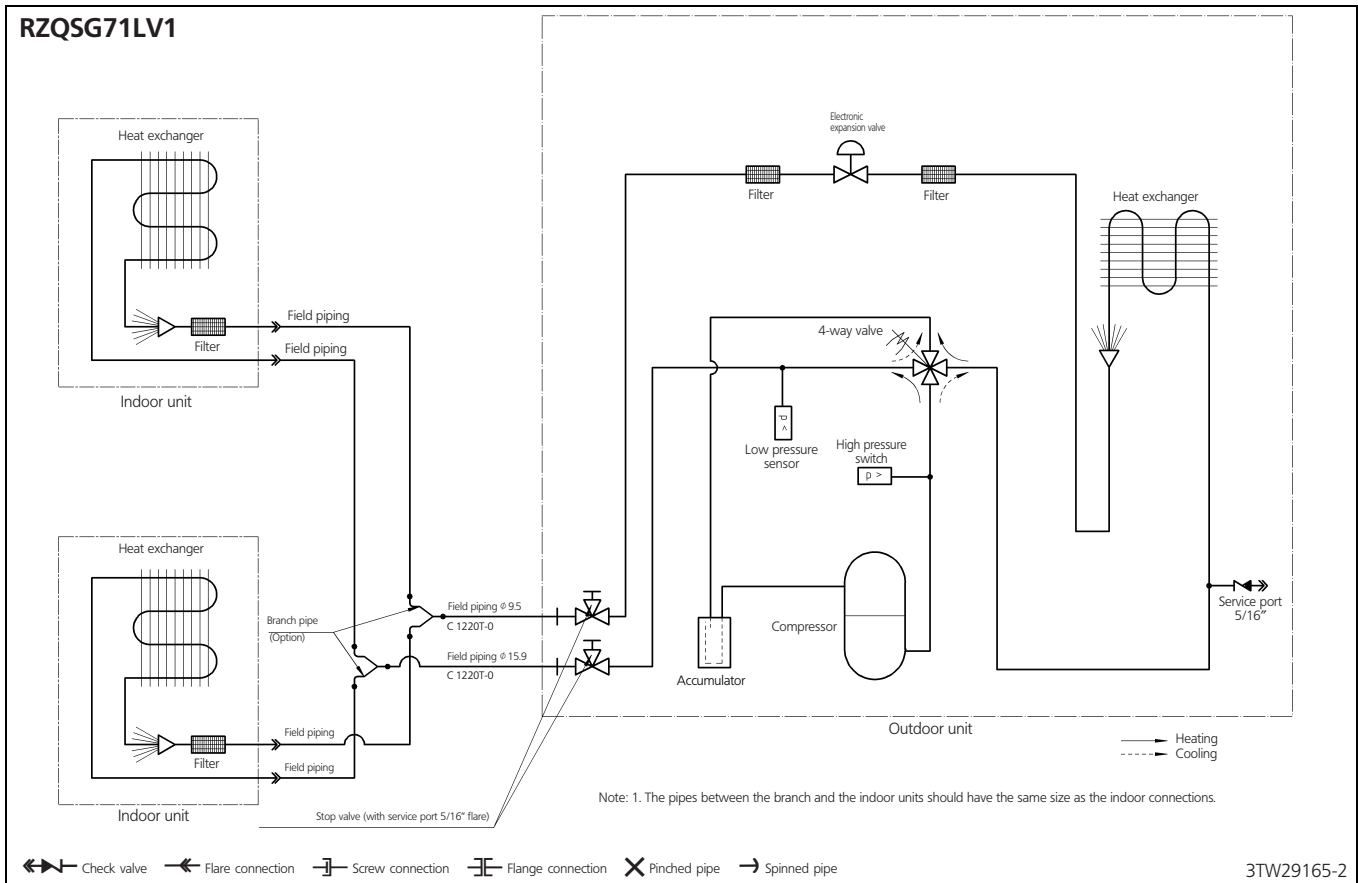 RZQSG71LV1
Electronic
expansion valve
Filter
Filter
Heat exchanger
Heat exchanger
Filter
Field piping
Field piping
Indoor unit
4-way valve
Low pressure
sensor
p <
High pressure
switch
p >
Heat exchanger
Filter
Field piping
Field piping
Indoor unit
Branch pipe
(Option)
Field piping ϕ 9.5
C 1220T-0
Field piping ϕ 15.9
C 1220T-0
Compressor
Accumulator
Service port
5/16"
Outdoor unit
Heating
Cooling
Stop valve (with service port 5/16" flare)
Note: 1. The pipes between the branch and the indoor units should have the same size as the indoor connections.
Check valve
Flare connection
Screw connection
Flange connection
Pinched pipe
Spinned pipe
3TW29165-2